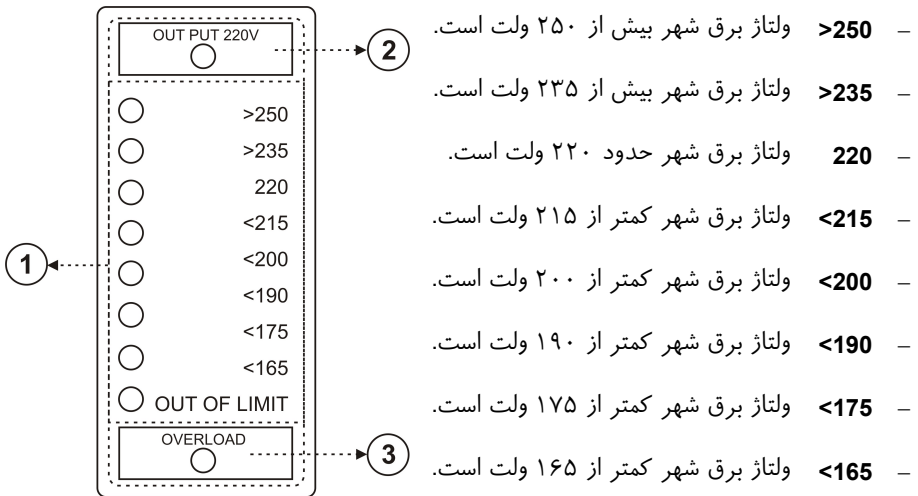 OUT PUT 220V
>250
>235
220
<215
<200
<190
<175
<165
OUT OF LIMIT
OVERLOAD
1
2
3
– >250 ولتاژ برق شهر بیش از ۲۵۰ ولت است.
– >235 ولتاژ برق شهر بیش از ۲۳۵ ولت است.
– 220 ولتاژ برق شهر حدود ۲۲۰ ولت است.
– <215 ولتاژ برق شهر کمتر از ۲۱۵ ولت است.
– <200 ولتاژ برق شهر کمتر از ۲۰۰ ولت است.
– <190 ولتاژ برق شهر کمتر از ۱۹۰ ولت است.
– <175 ولتاژ برق شهر کمتر از ۱۷۵ ولت است.
– <165 ولتاژ برق شهر کمتر از ۱۶۵ ولت است.